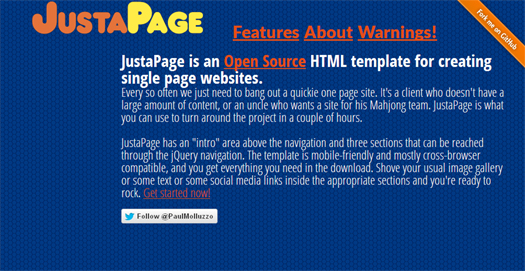 JUSTAPAGE
Features About Warnings!
Fork me on GitHub
JustaPage is an Open Source HTML template for creating
single page websites.
Every so often we just need to bang out a quickie one page site. It's a client who doesn't have a
large amount of content, or an uncle who wants a site for his Mahjong team. JustaPage is what
you can use to turn around the project in a couple of hours.
JustaPage has an "intro" area above the navigation and three sections that can be reached
through the jQuery navigation. The template is mobile-friendly and mostly cross-browser
compatible, and you get everything you need in the download. Shove your usual image gallery
or some text or some social media links inside the appropriate sections and you're ready to
rock. Get started now!
Follow @PaulMolluzzo